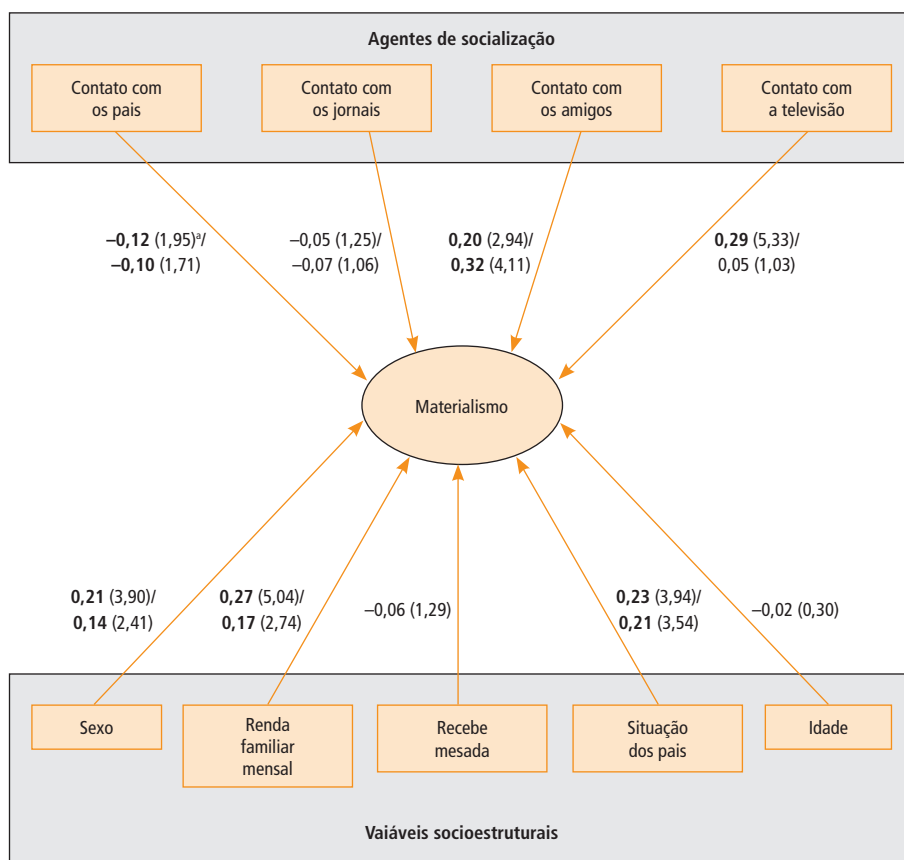 Agentes de socialização
Contato com
os pais
Contato com
os jornais
Contato com
os amigos
Contato com
a televisão
–0,12 (1,95)ª/
–0,10 (1,71)
–0,05 (1,25)/
–0,07 (1,06)
0,20 (2,94)/
0,32 (4,11)
0,29 (5,33)/
0,05 (1,03)
Materialismo
0,21 (3,90)/
0,14 (2,41)
0,27 (5,04)/
0,17 (2,74)
–0,06 (1,29)
0,23 (3,94)/
0,21 (3,54)
–0,02 (0,30)
Sexo
Renda
familiar
mensal
Recebe
mesada
Situação
dos pais
Idade
Vaiáveis socioestruturais